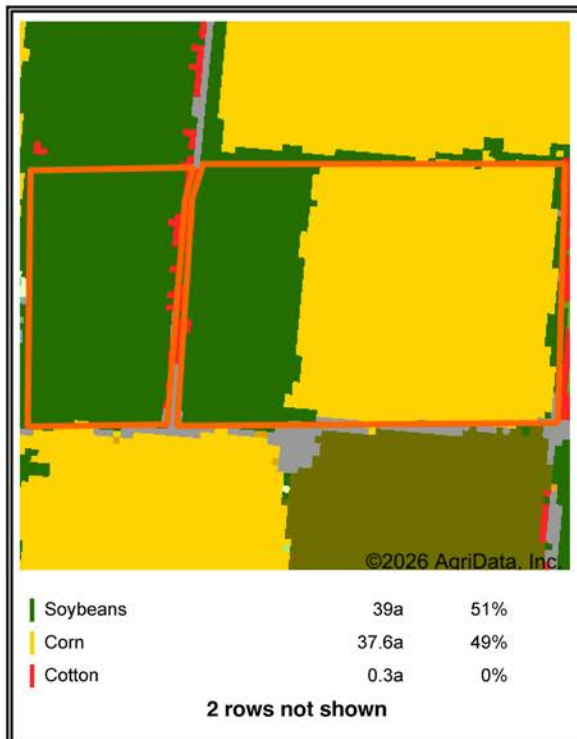 ©2026 AgriData, Inc.
Soybeans 39a 51%
Corn 37.6a 49%
Cotton 0.3a 0%
2 rows not shown